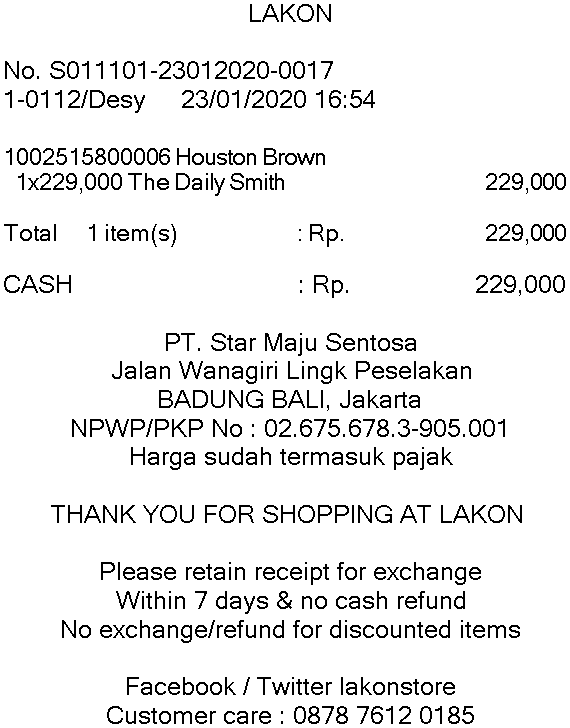 LAKON
No. S011101-23012020-0017
1-0112/Desy 23/01/2020 16:54
1002515800006 Houston Brown
1x229,000 The Daily Smith 229,000
Total 1 item(s) : Rp. 229,000
CASH : Rp. 229,000
PT. Star Maju Sentosa
Jalan Wanagiri Lingk Peselakan
BADUNG BALI, Jakarta
NPWP/PKP No : 02.675.678.3-905.001
Harga sudah termasuk pajak
THANK YOU FOR SHOPPING AT LAKON
Please retain receipt for exchange
Within 7 days & no cash refund
No exchange/refund for discounted items
Facebook / Twitter lakonstore
Customer care : 0878 7612 0185